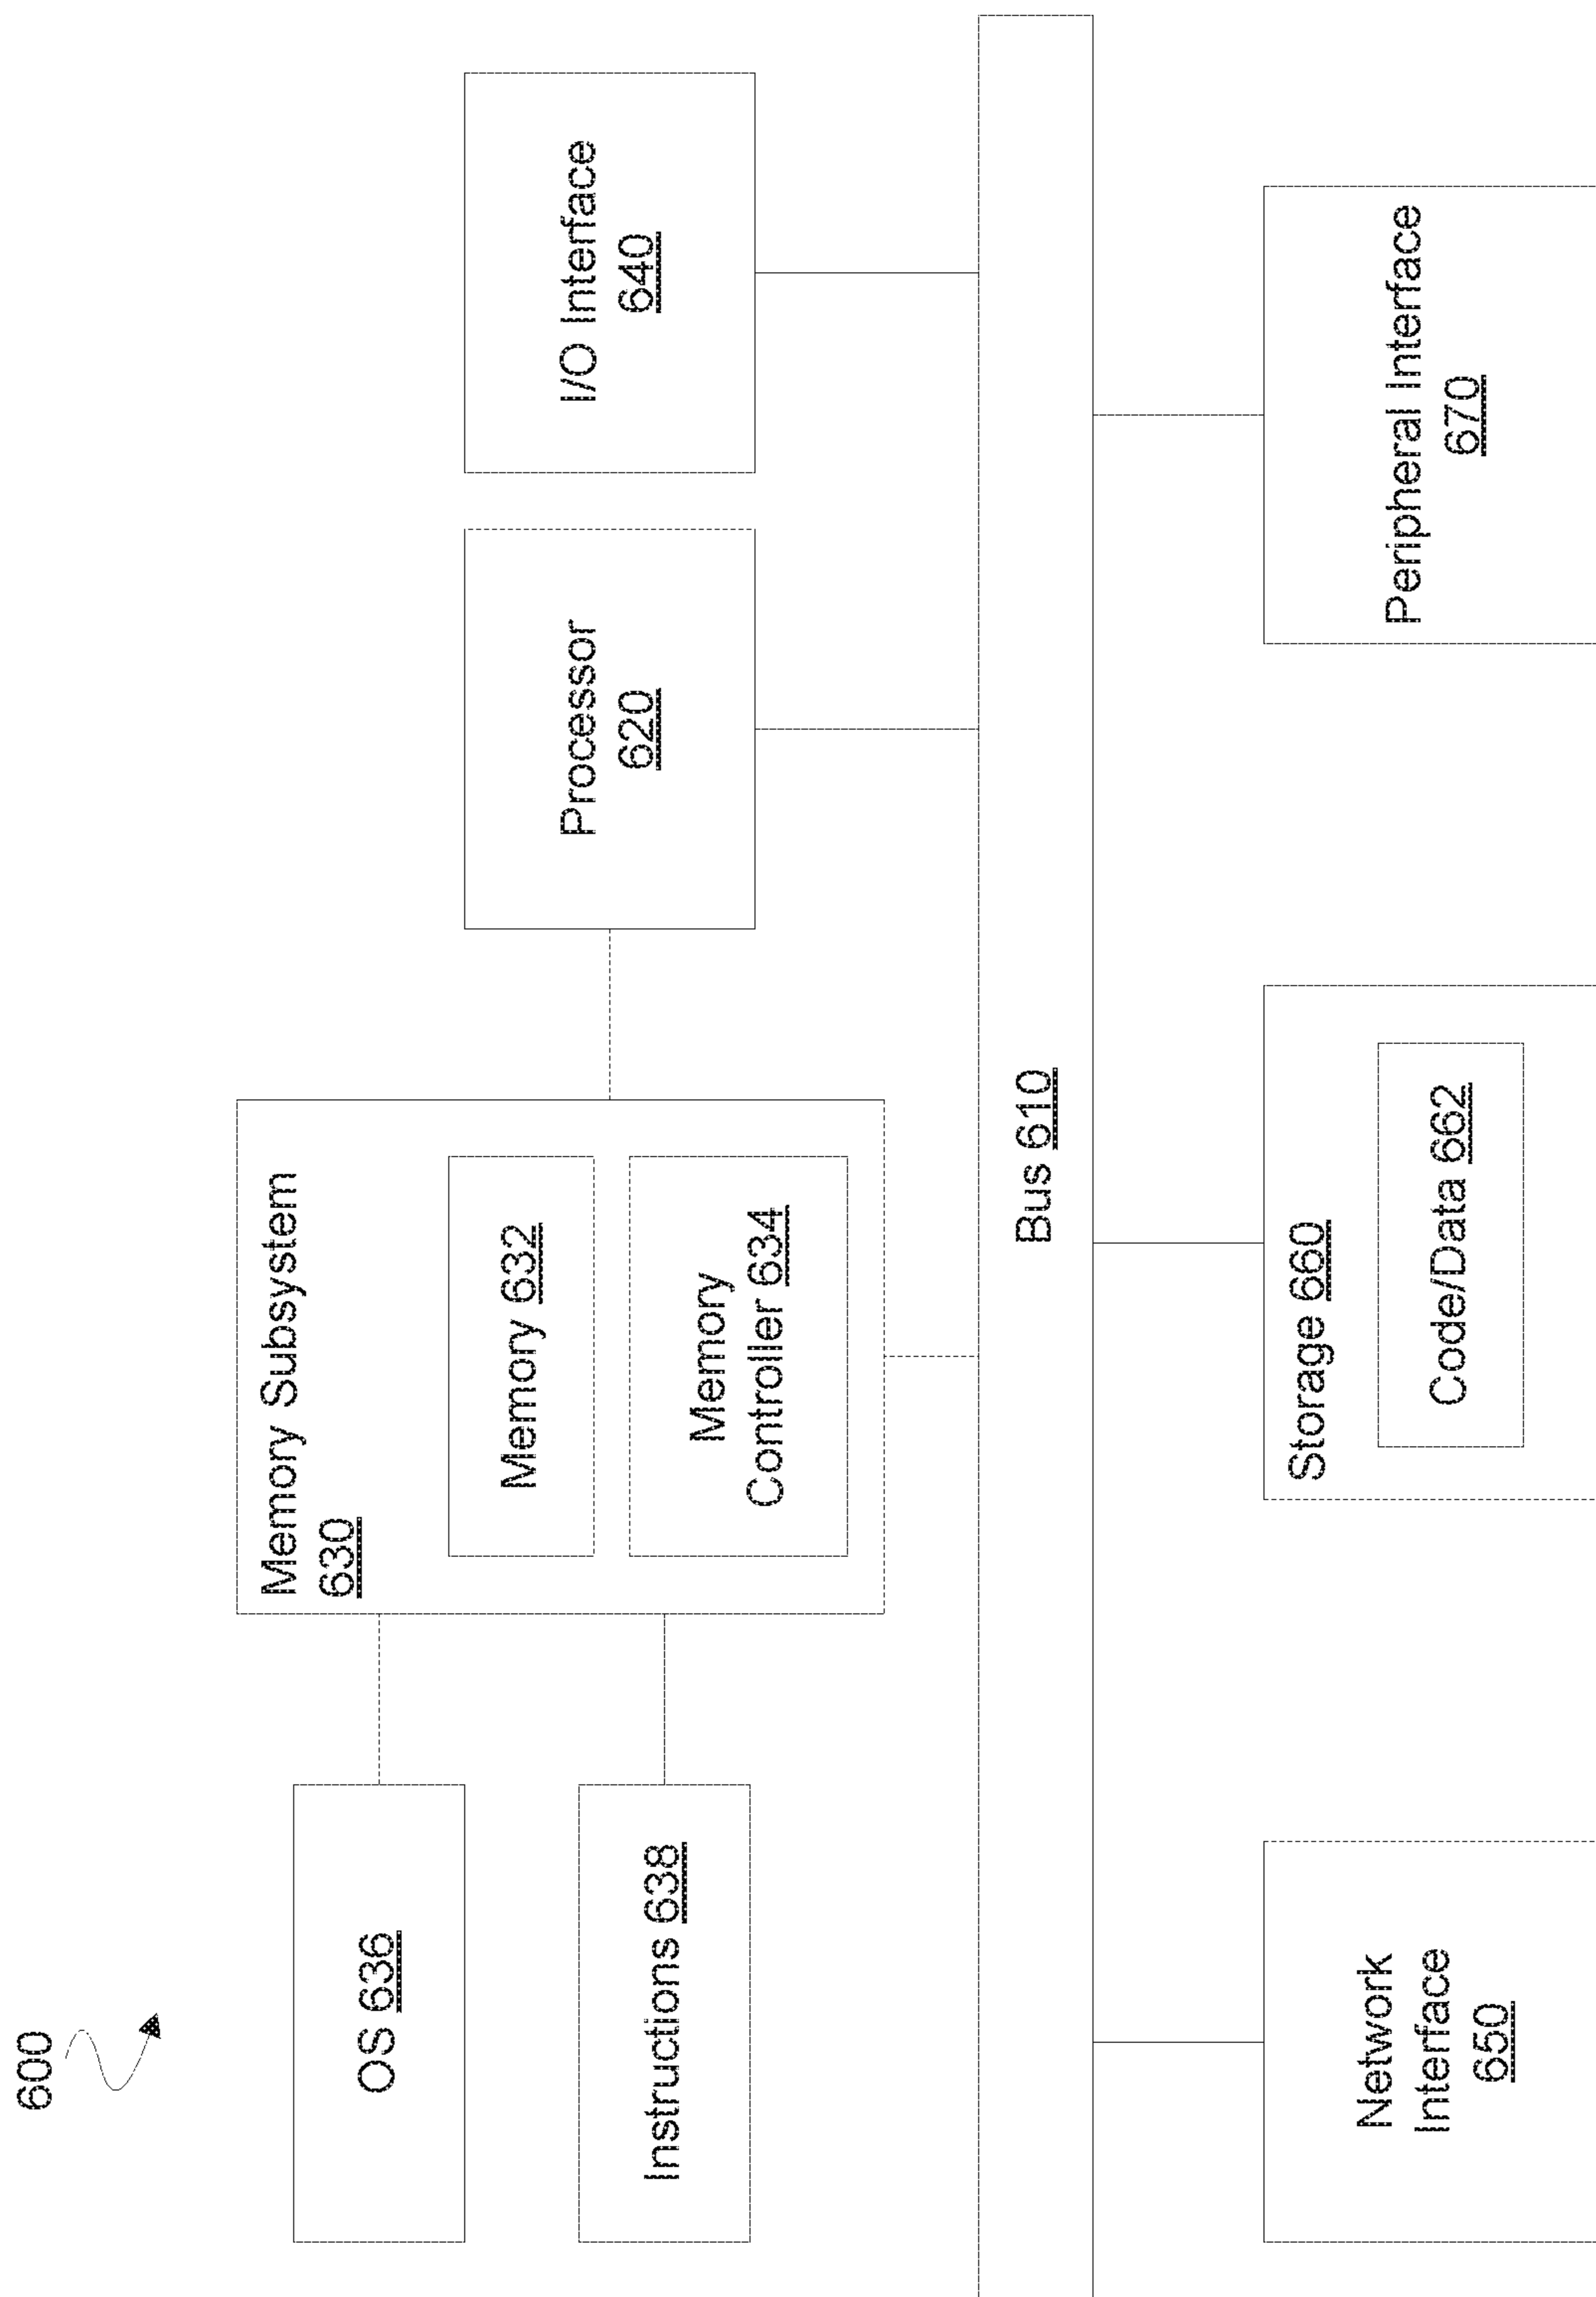 600
OS 636
Instructions 638
Memory Subsystem
630
Memory 632
Memory
Controller 634
Processor
620
I/O Interface
640
Bus 610
Network
Interface
650
Storage 660
Code/Data 662
Peripheral Interface
670